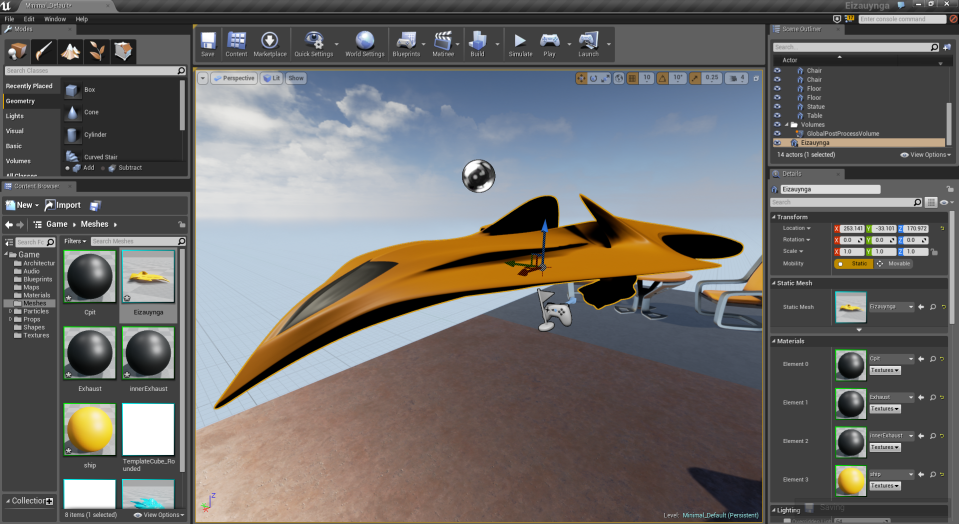 Minimal_Default
Eizauynga
File Edit Window Help
Enter console command
Modes
Search Classes
Recently Placed
Geometry
Lights
Visual
Basic
Volumes
All Classes
Box
Cone
Cylinder
Curved Stair
Add Subtract
Save
Content
Marketplace
Quick Settings
World Settings
Blueprints
Matinee
Build
Simulate
Play
Launch
Perspective Lit Show
10 10° 0.25 4
Level: Minimal_Default (Persistent)
Content Browser
New Import
Game Meshes
Search Fc
Filters Search Meshes
Game
Architectur
Audio
Blueprints
Maps
Materials
Meshes
Particles
Props
Shapes
Textures
Collection
Cpit
Eizauynga
Exhaust
innerExhaust
ship
TemplateCube_Ro
unded
8 items (1 selected) View Options
Scene Outliner
Search...
Actor
Chair
Chair
Floor
Floor
Statue
Table
Volumes
GlobalPostProcessVolume
Eizauynga
14 actors (1 selected) View Options
Details
Eizauynga
Search
Transform
Location X 253.141 Y -33.101 Z 170.972
Rotation X 0.0 Y 0.0 Z 0.0
Scale X 1.0 Y 1.0 Z 1.0
Mobility Static Movable
Static Mesh
Static Mesh Eizauynga
Materials
Element 0 Cpit
Textures
Element 1 Exhaust
Textures
Element 2 innerExhaust
Textures
Element 3 ship
Textures
Saving
Lighting